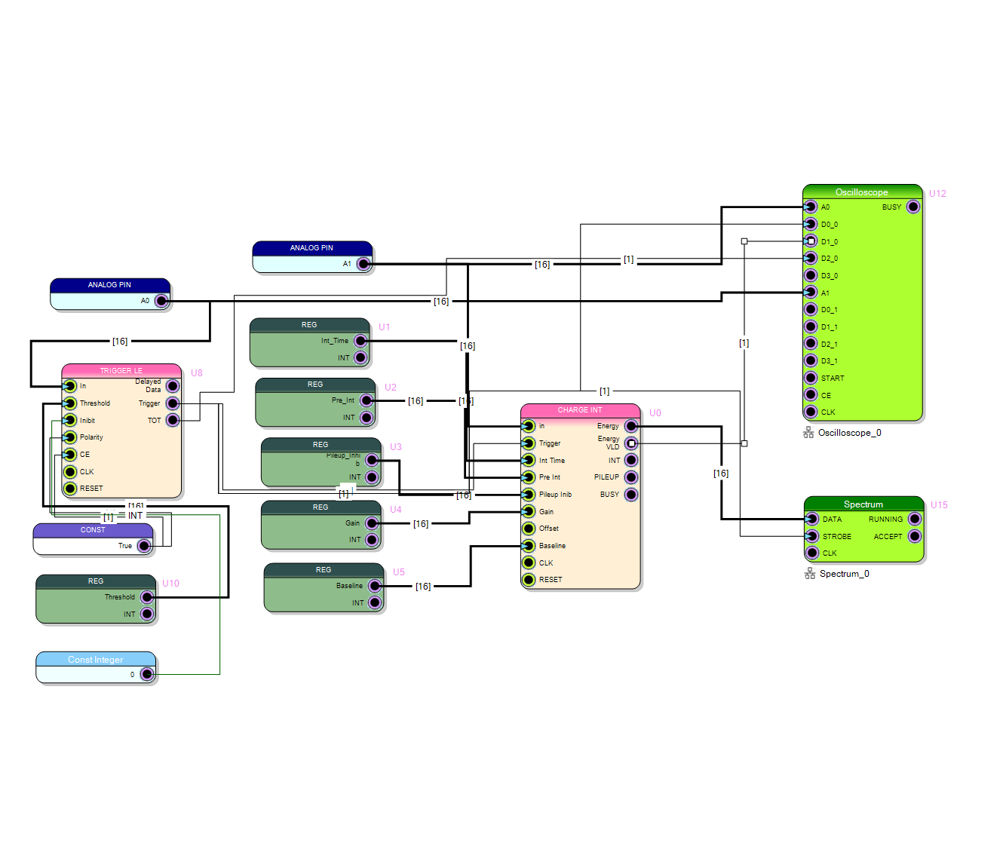 Oscilloscope
U12
A0
BUSY
D0_0
D1_0
D2_0
D3_0
A1
D0_1
D1_1
D2_1
D3_1
START
CE
CLK
Oscilloscope_0
ANALOG PIN
A1
[16]
[1]
ANALOG PIN
A0
[16]
[16]
REG
U1
Int_Time
INT
[16]
REG
U2
Pre_Int
INT
[16]
[16]
[1]
[1]
TRIGGER LE
U8
In
Delayed
Data
Threshold
Trigger
Inibit
TOT
Polarity
CE
CLK
RESET
REG
U3
Pileup_Inhi
b
INT
[1]
[16]
CHARGE INT
U0
in
Energy
Trigger
Energy
VLD
Int Time
INT
Pre Int
PILEUP
Pileup Inib
BUSY
Gain
Offset
Baseline
CLK
RESET
[16]
REG
U4
Gain
INT
[16]
[16]
[1]
INT
CONST
True
Spectrum
U15
DATA
RUNNING
STROBE
ACCEPT
CLK
Spectrum_0
REG
U5
Baseline
INT
[16]
REG
U10
Threshold
INT
Const Integer
0